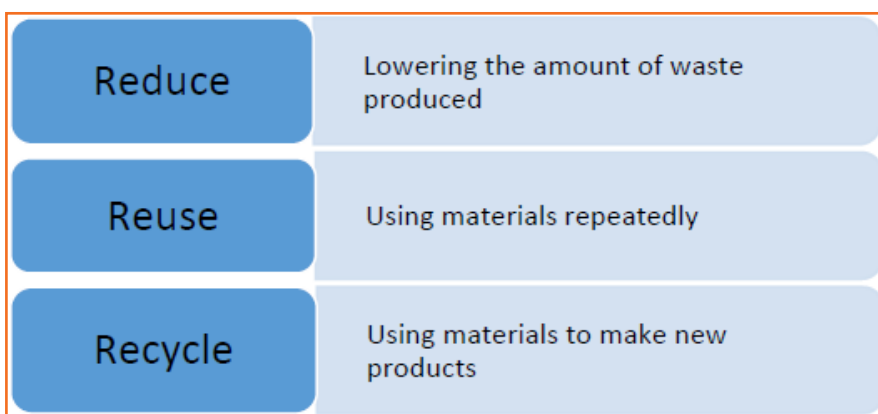 Reduce
Lowering the amount of waste
produced
Reuse
Using materials repeatedly
Recycle
Using materials to make new
products